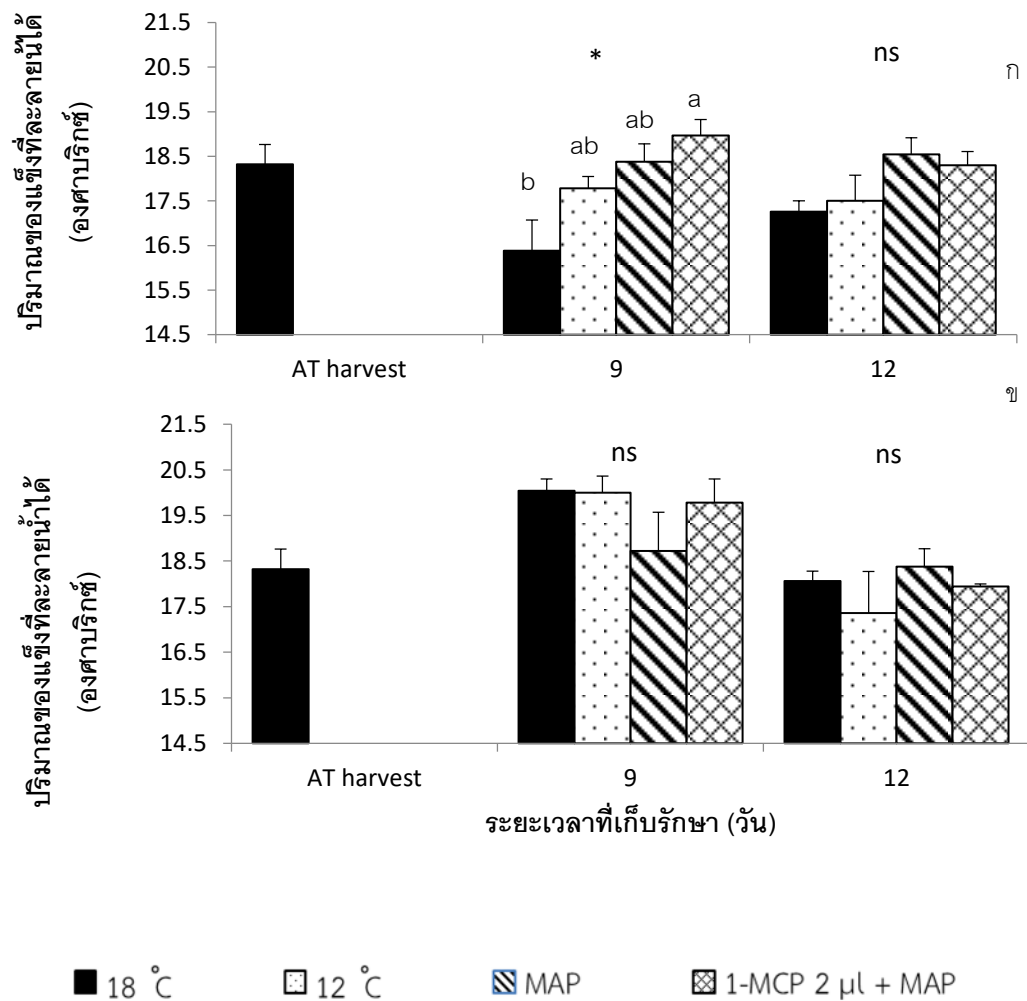 ปริมาณของแข็งที่ละลายน้ได้
(องศาบริกซ์)
21.5
20.5
19.5
18.5
17.5
16.5
15.5
14.5
*
ns
ก
b
ab
ab
a
AT harvest 9 12
ข
ปริมาณของแข็งที่ละลายน้ำได้
(องศาบริกซ์)
21.5
20.5
19.5
18.5
17.5
16.5
15.5
14.5
ns
ns
AT harvest 9 12
ระยะเวลาที่เก็บรักษา (วัน)
18 °C 12 °C MAP 1-MCP 2 µl + MAP